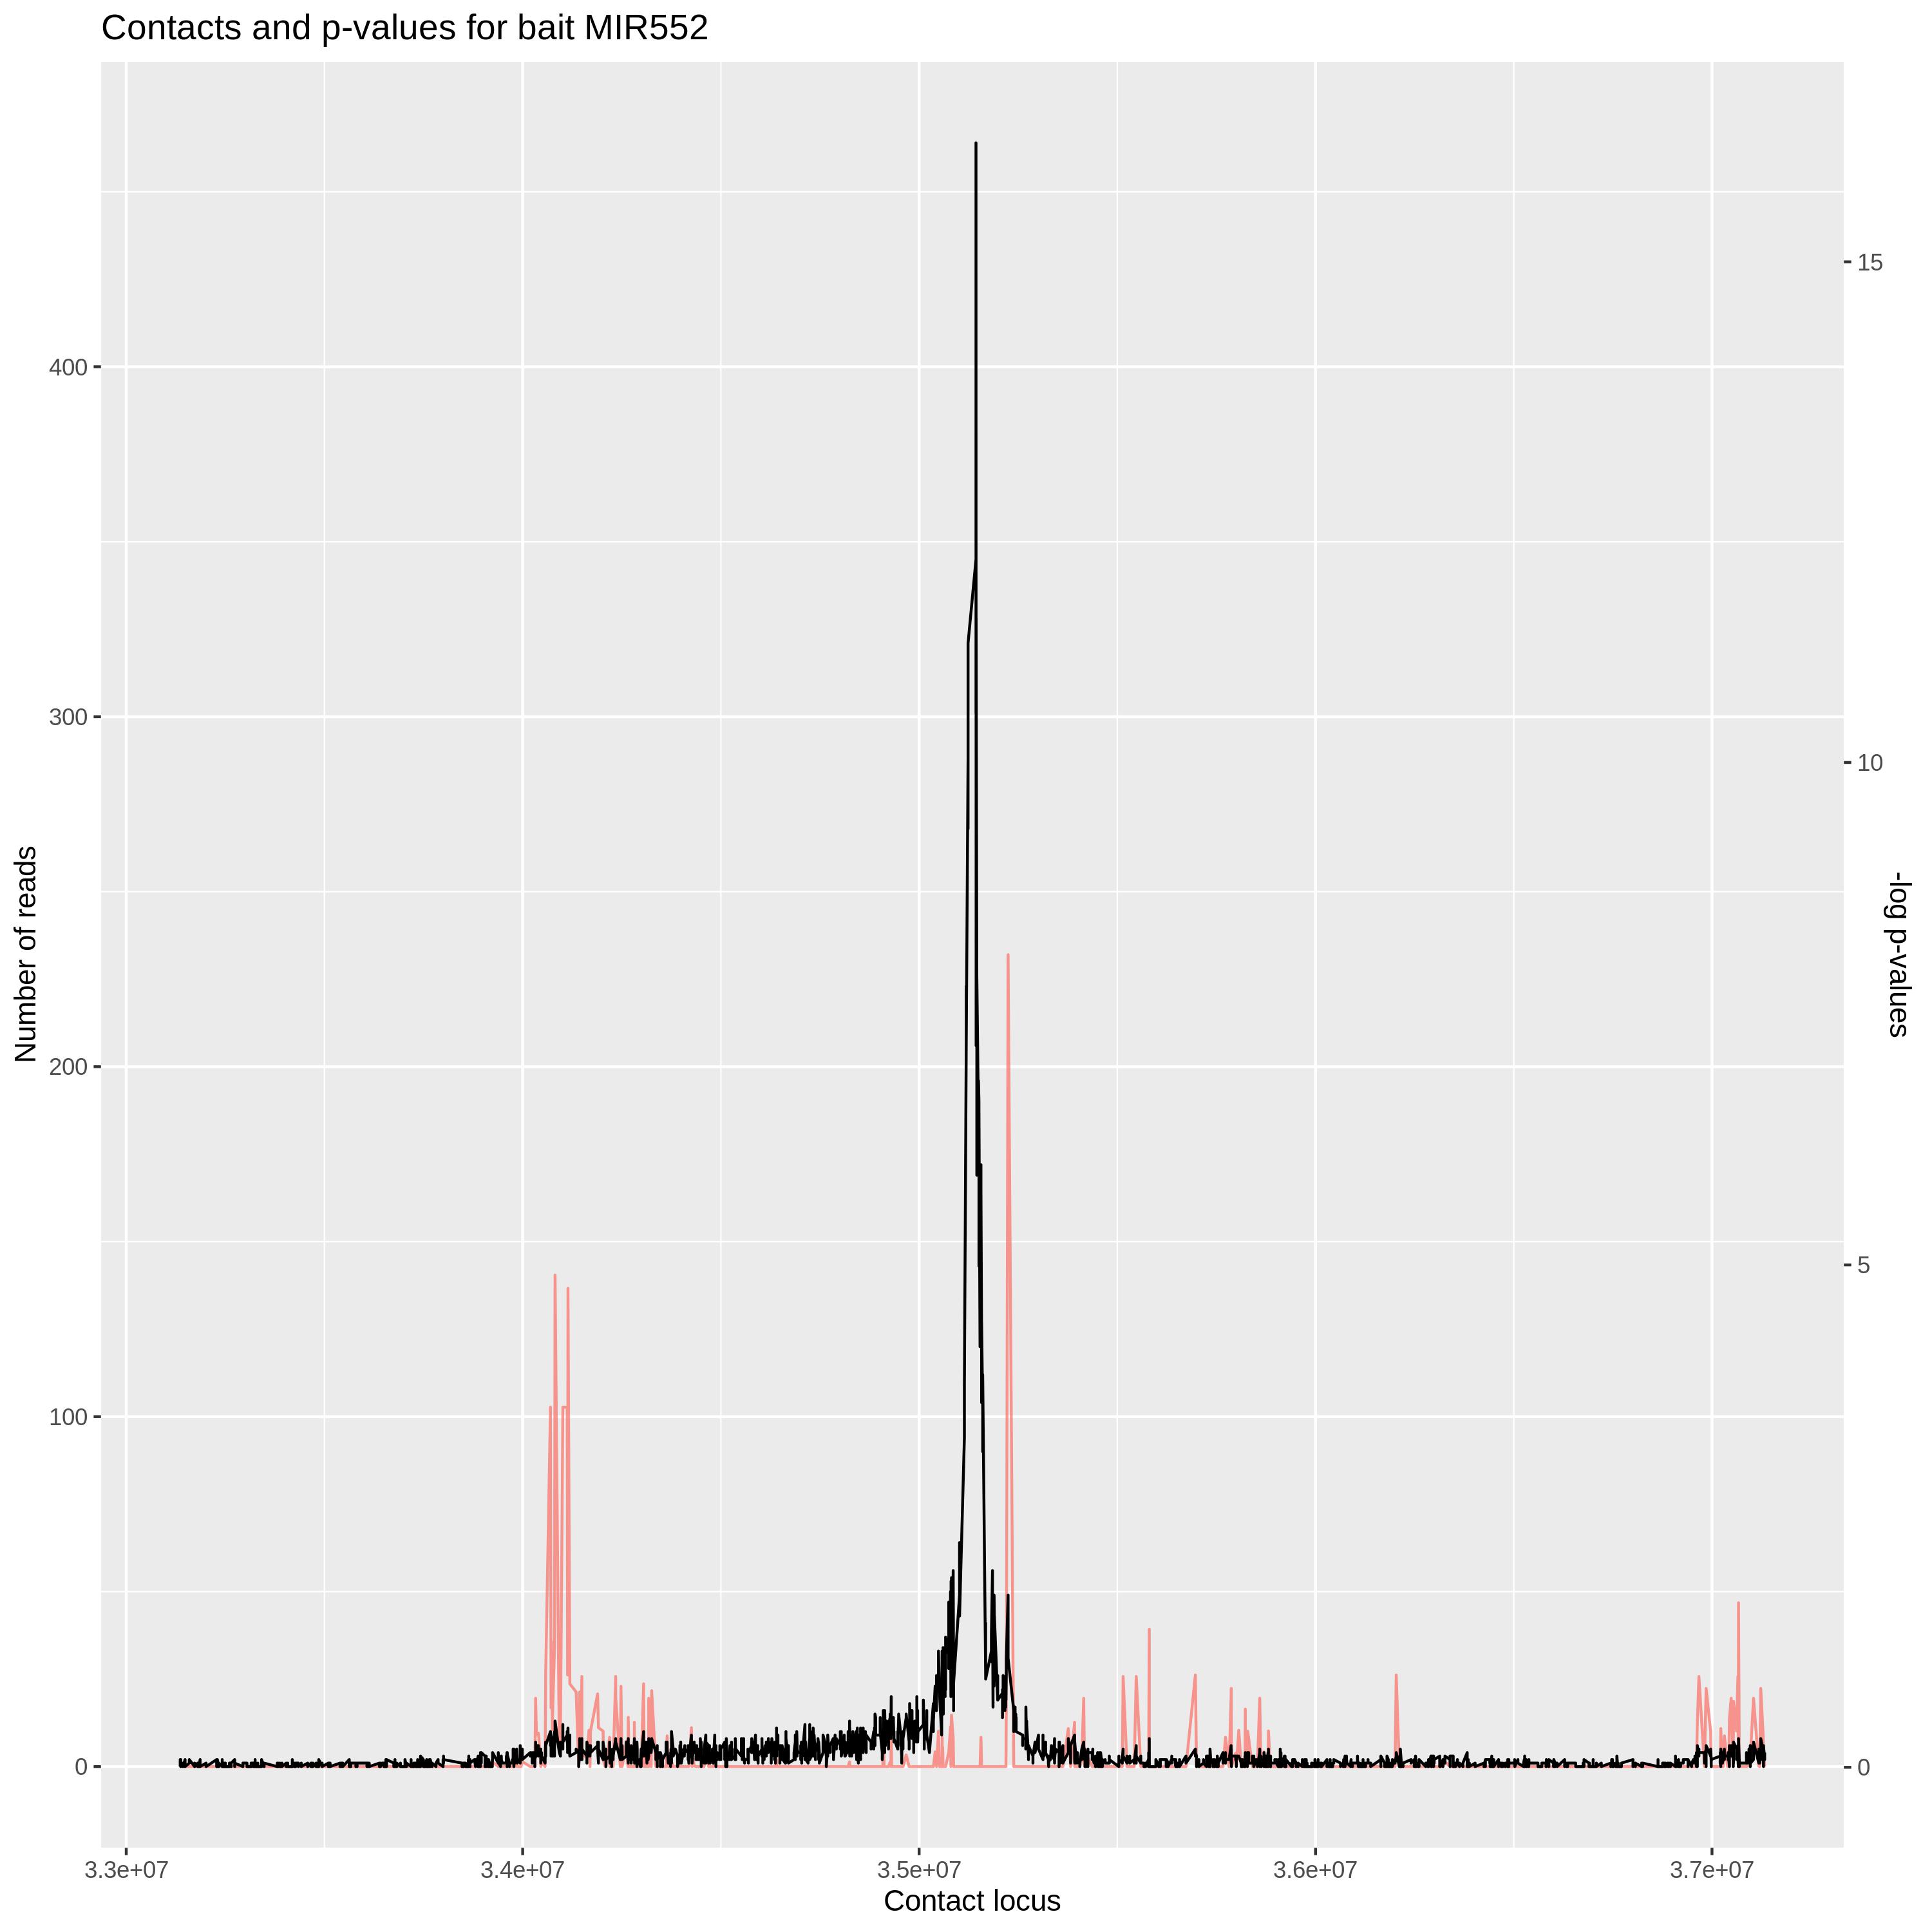 Contacts and p-values for bait MIR552
400
300
200
100
0
Number of reads
15
10
5
0
-log p-values
3.3e+07
3.4e+07
3.5e+07
3.6e+07
3.7e+07
Contact locus